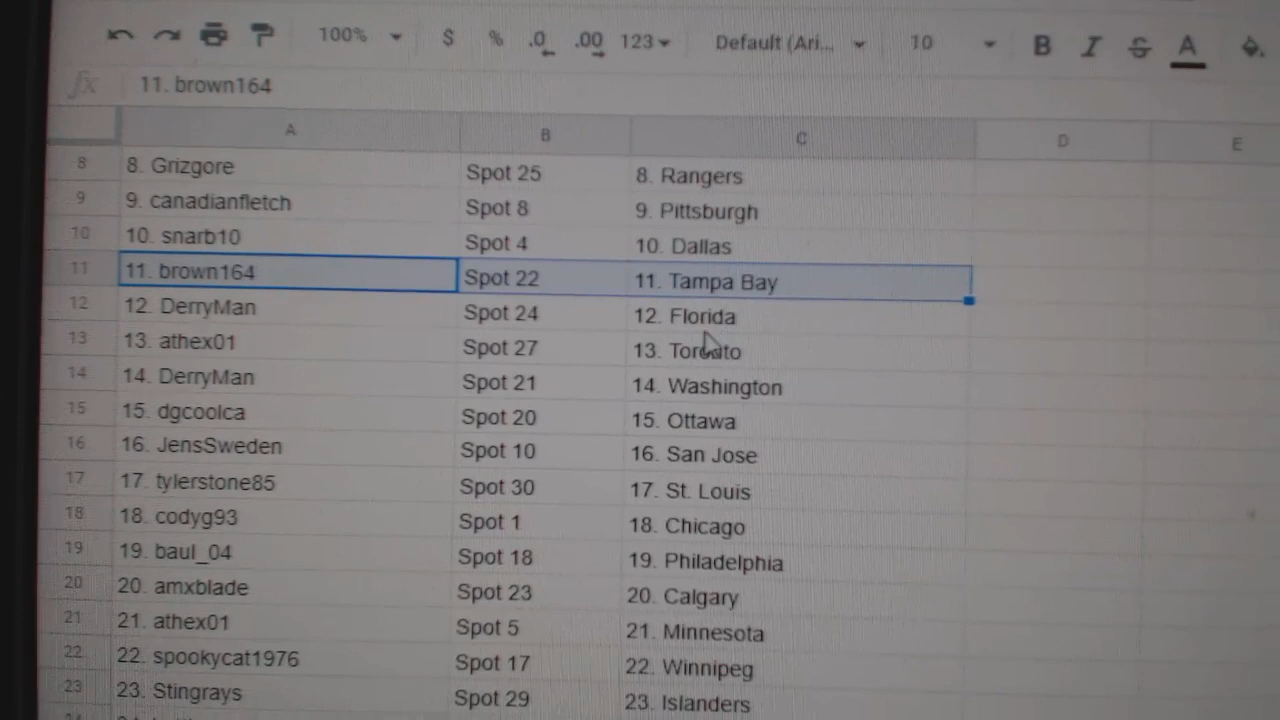 100% $ % .0 .00 123 Default (Ari... 10 B I S A
fx 11. brown164
A B C D E
8 8. Grizgore Spot 25 8. Rangers
9 9. canadianfletch Spot 8 9. Pittsburgh
10 10. snarb10 Spot 4 10. Dallas
11 11. brown164 Spot 22 11. Tampa Bay
12 12. DerryMan Spot 24 12. Florida
13 13. athex01 Spot 27 13. Toronto
14 14. DerryMan Spot 21 14. Washington
15 15. dgcoolca Spot 20 15. Ottawa
16 16. JensSweden Spot 10 16. San Jose
17 17. tylerstone85 Spot 30 17. St. Louis
18 18. codyg93 Spot 1 18. Chicago
19 19. baul_04 Spot 18 19. Philadelphia
20 20. amxblade Spot 23 20. Calgary
21 21. athex01 Spot 5 21. Minnesota
22 22. spookycat1976 Spot 17 22. Winnipeg
23 23. Stingrays Spot 29 23. Islanders